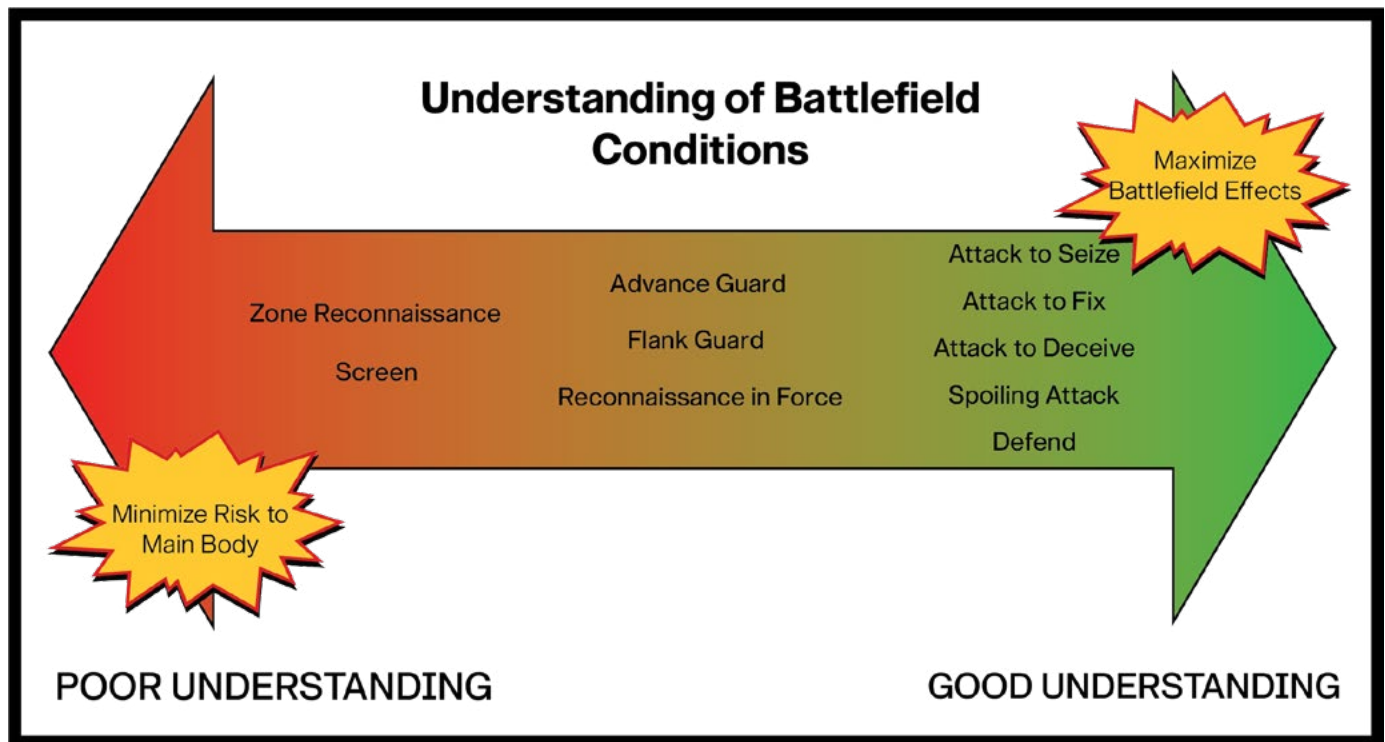 Understanding of Battlefield
Conditions
Maximize
Battlefield Effects
Zone Reconnaissance
Screen
Advance Guard
Flank Guard
Reconnaissance in Force
Attack to Seize
Attack to Fix
Attack to Deceive
Spoiling Attack
Defend
Minimize Risk to
Main Body
POOR UNDERSTANDING
GOOD UNDERSTANDING